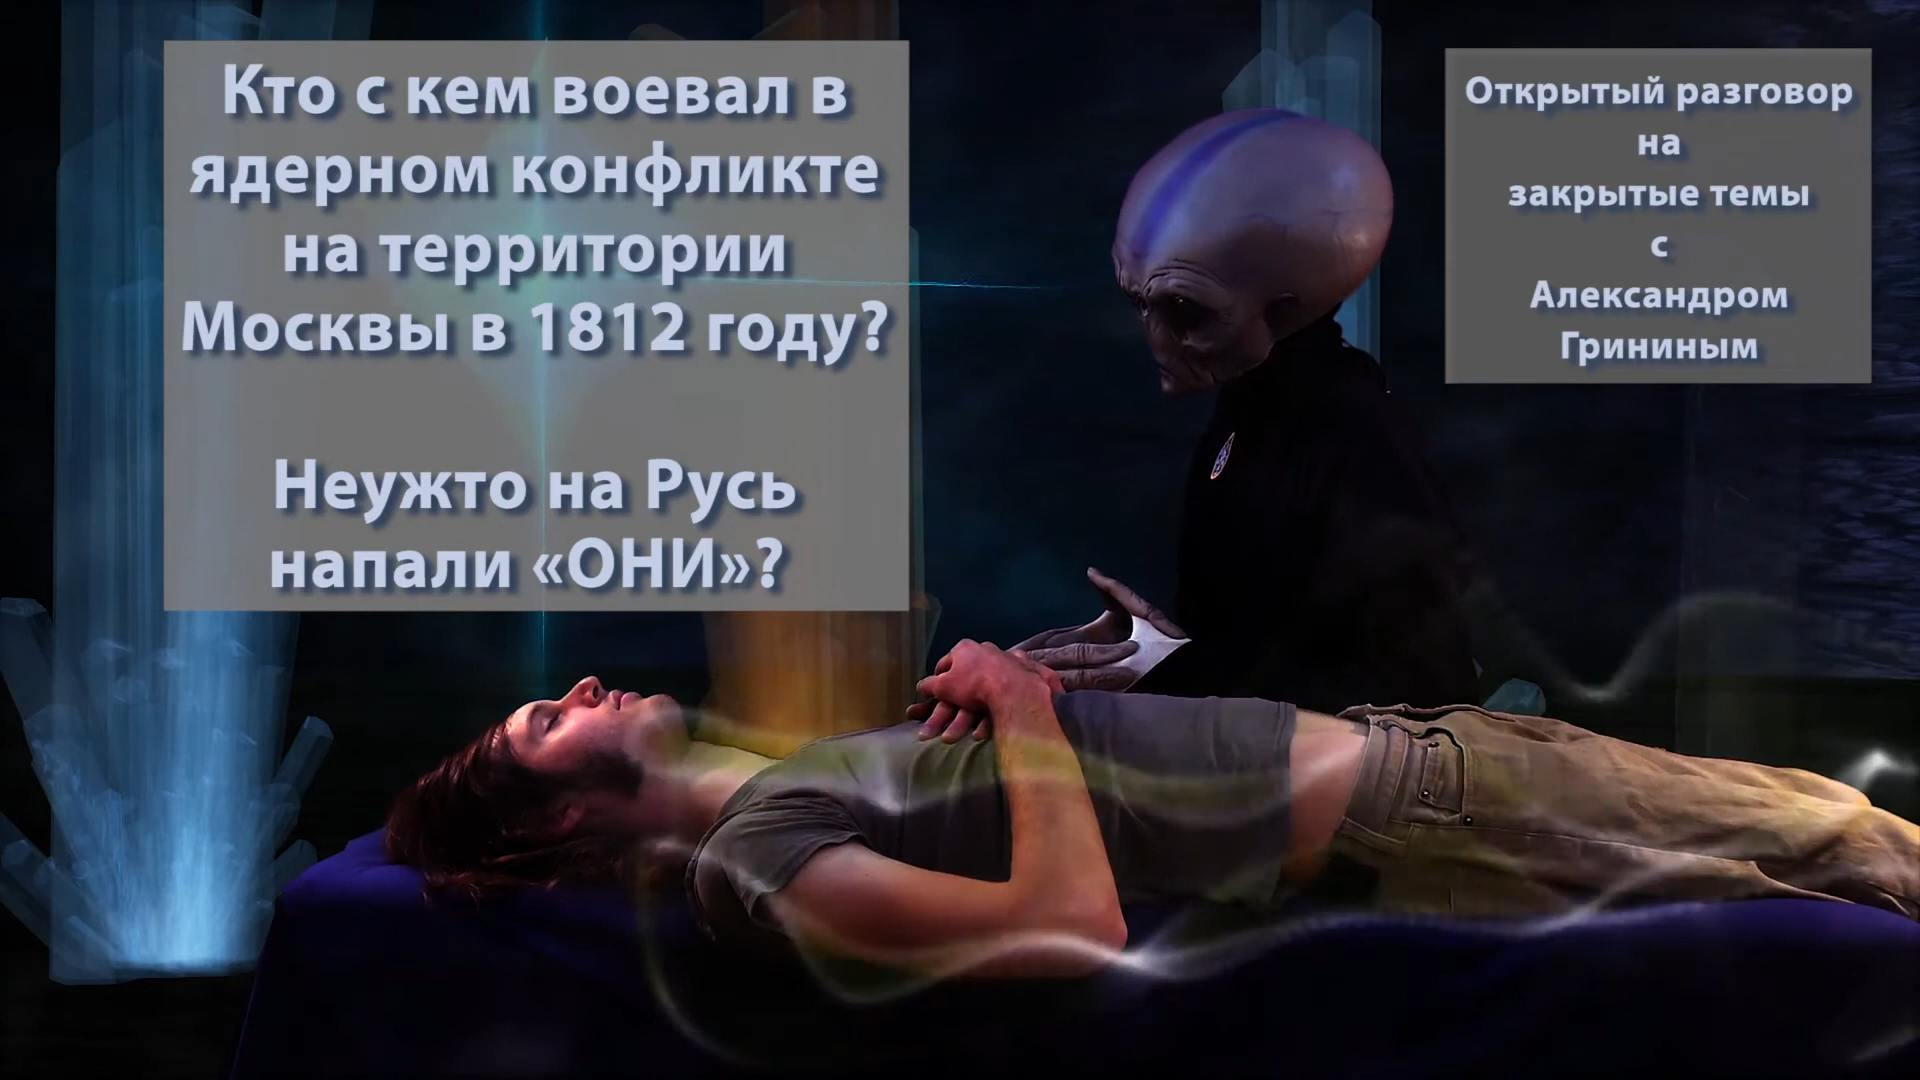 Кто с кем воевал в
ядерном конфликте
на территории
Москвы в 1812 году?
Неужто на Русь
напали «ОНИ»?
Открытый разговор
на
закрытые темы
с
Александром
Грининым